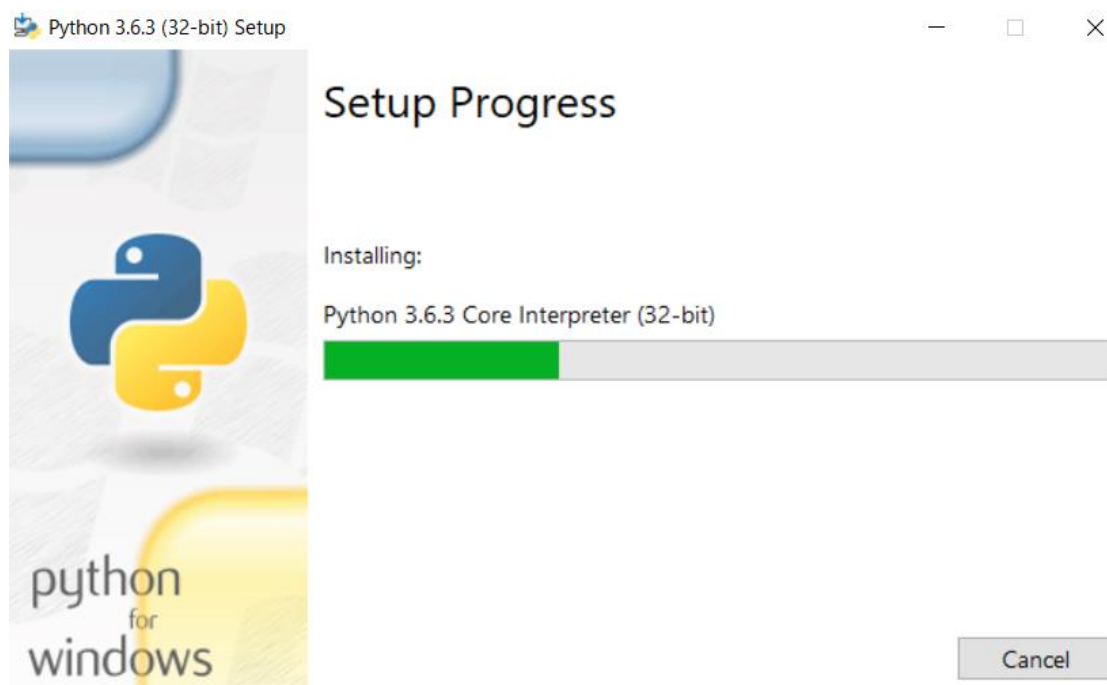 Python 3.6.3 (32-bit) Setup
Setup Progress
Installing:
Python 3.6.3 Core Interpreter (32-bit)
python
for
windows
Cancel